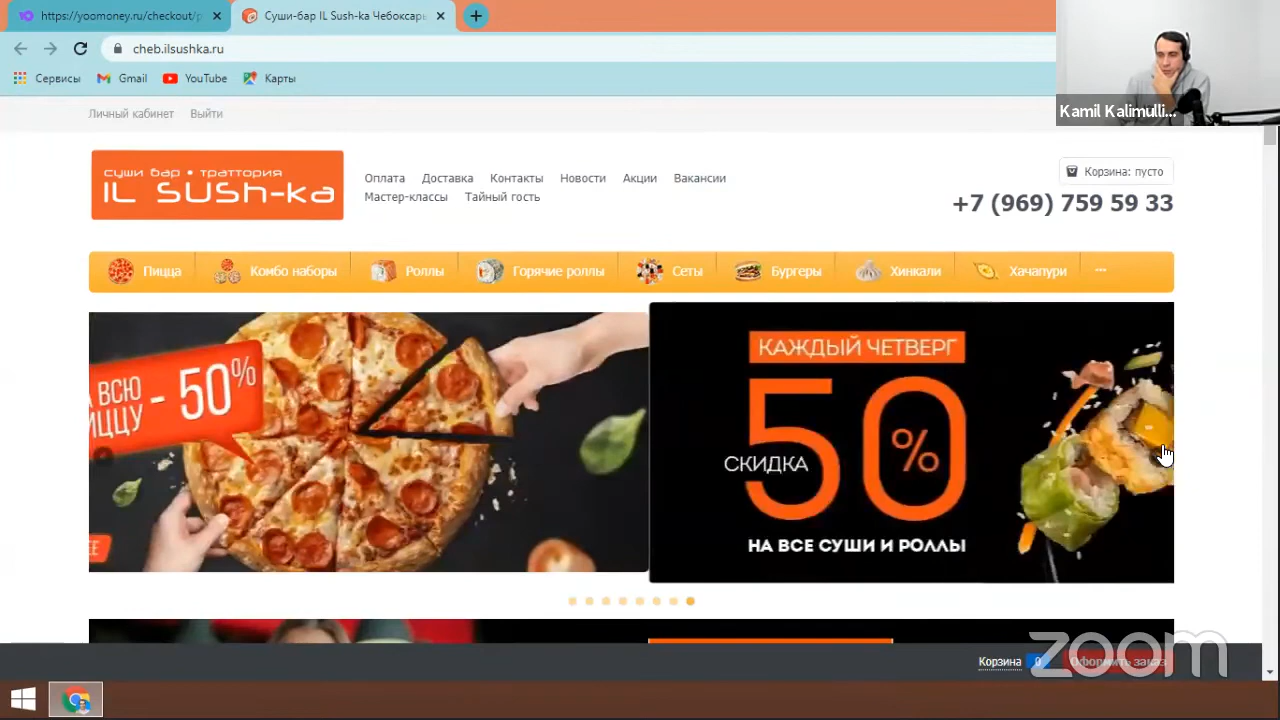 https://yoomoney.ru/checkout/p
Суши-бар IL Sush-ka Чебоксары
cheb.ilsushka.ru
Сервисы
Gmail
YouTube
Карты
Kamil Kalimulli...
Личный кабинет
Выйти
суши бар • траттория
IL SUSh-ka
Оплата
Доставка
Контакты
Новости
Акции
Вакансии
Мастер-классы
Тайный гость
Корзина: пусто
+7 (969) 759 59 33
Пицца
Комбо наборы
Роллы
Горячие роллы
Сеты
Бургеры
Хинкали
Хачапури
...
ВСЮ
- 50%
КАЖДЫЙ ЧЕТВЕРГ
СКИДКА
50%
НА ВСЕ СУШИ И РОЛЛЫ
Корзина
0
Оформить заказ
zoom